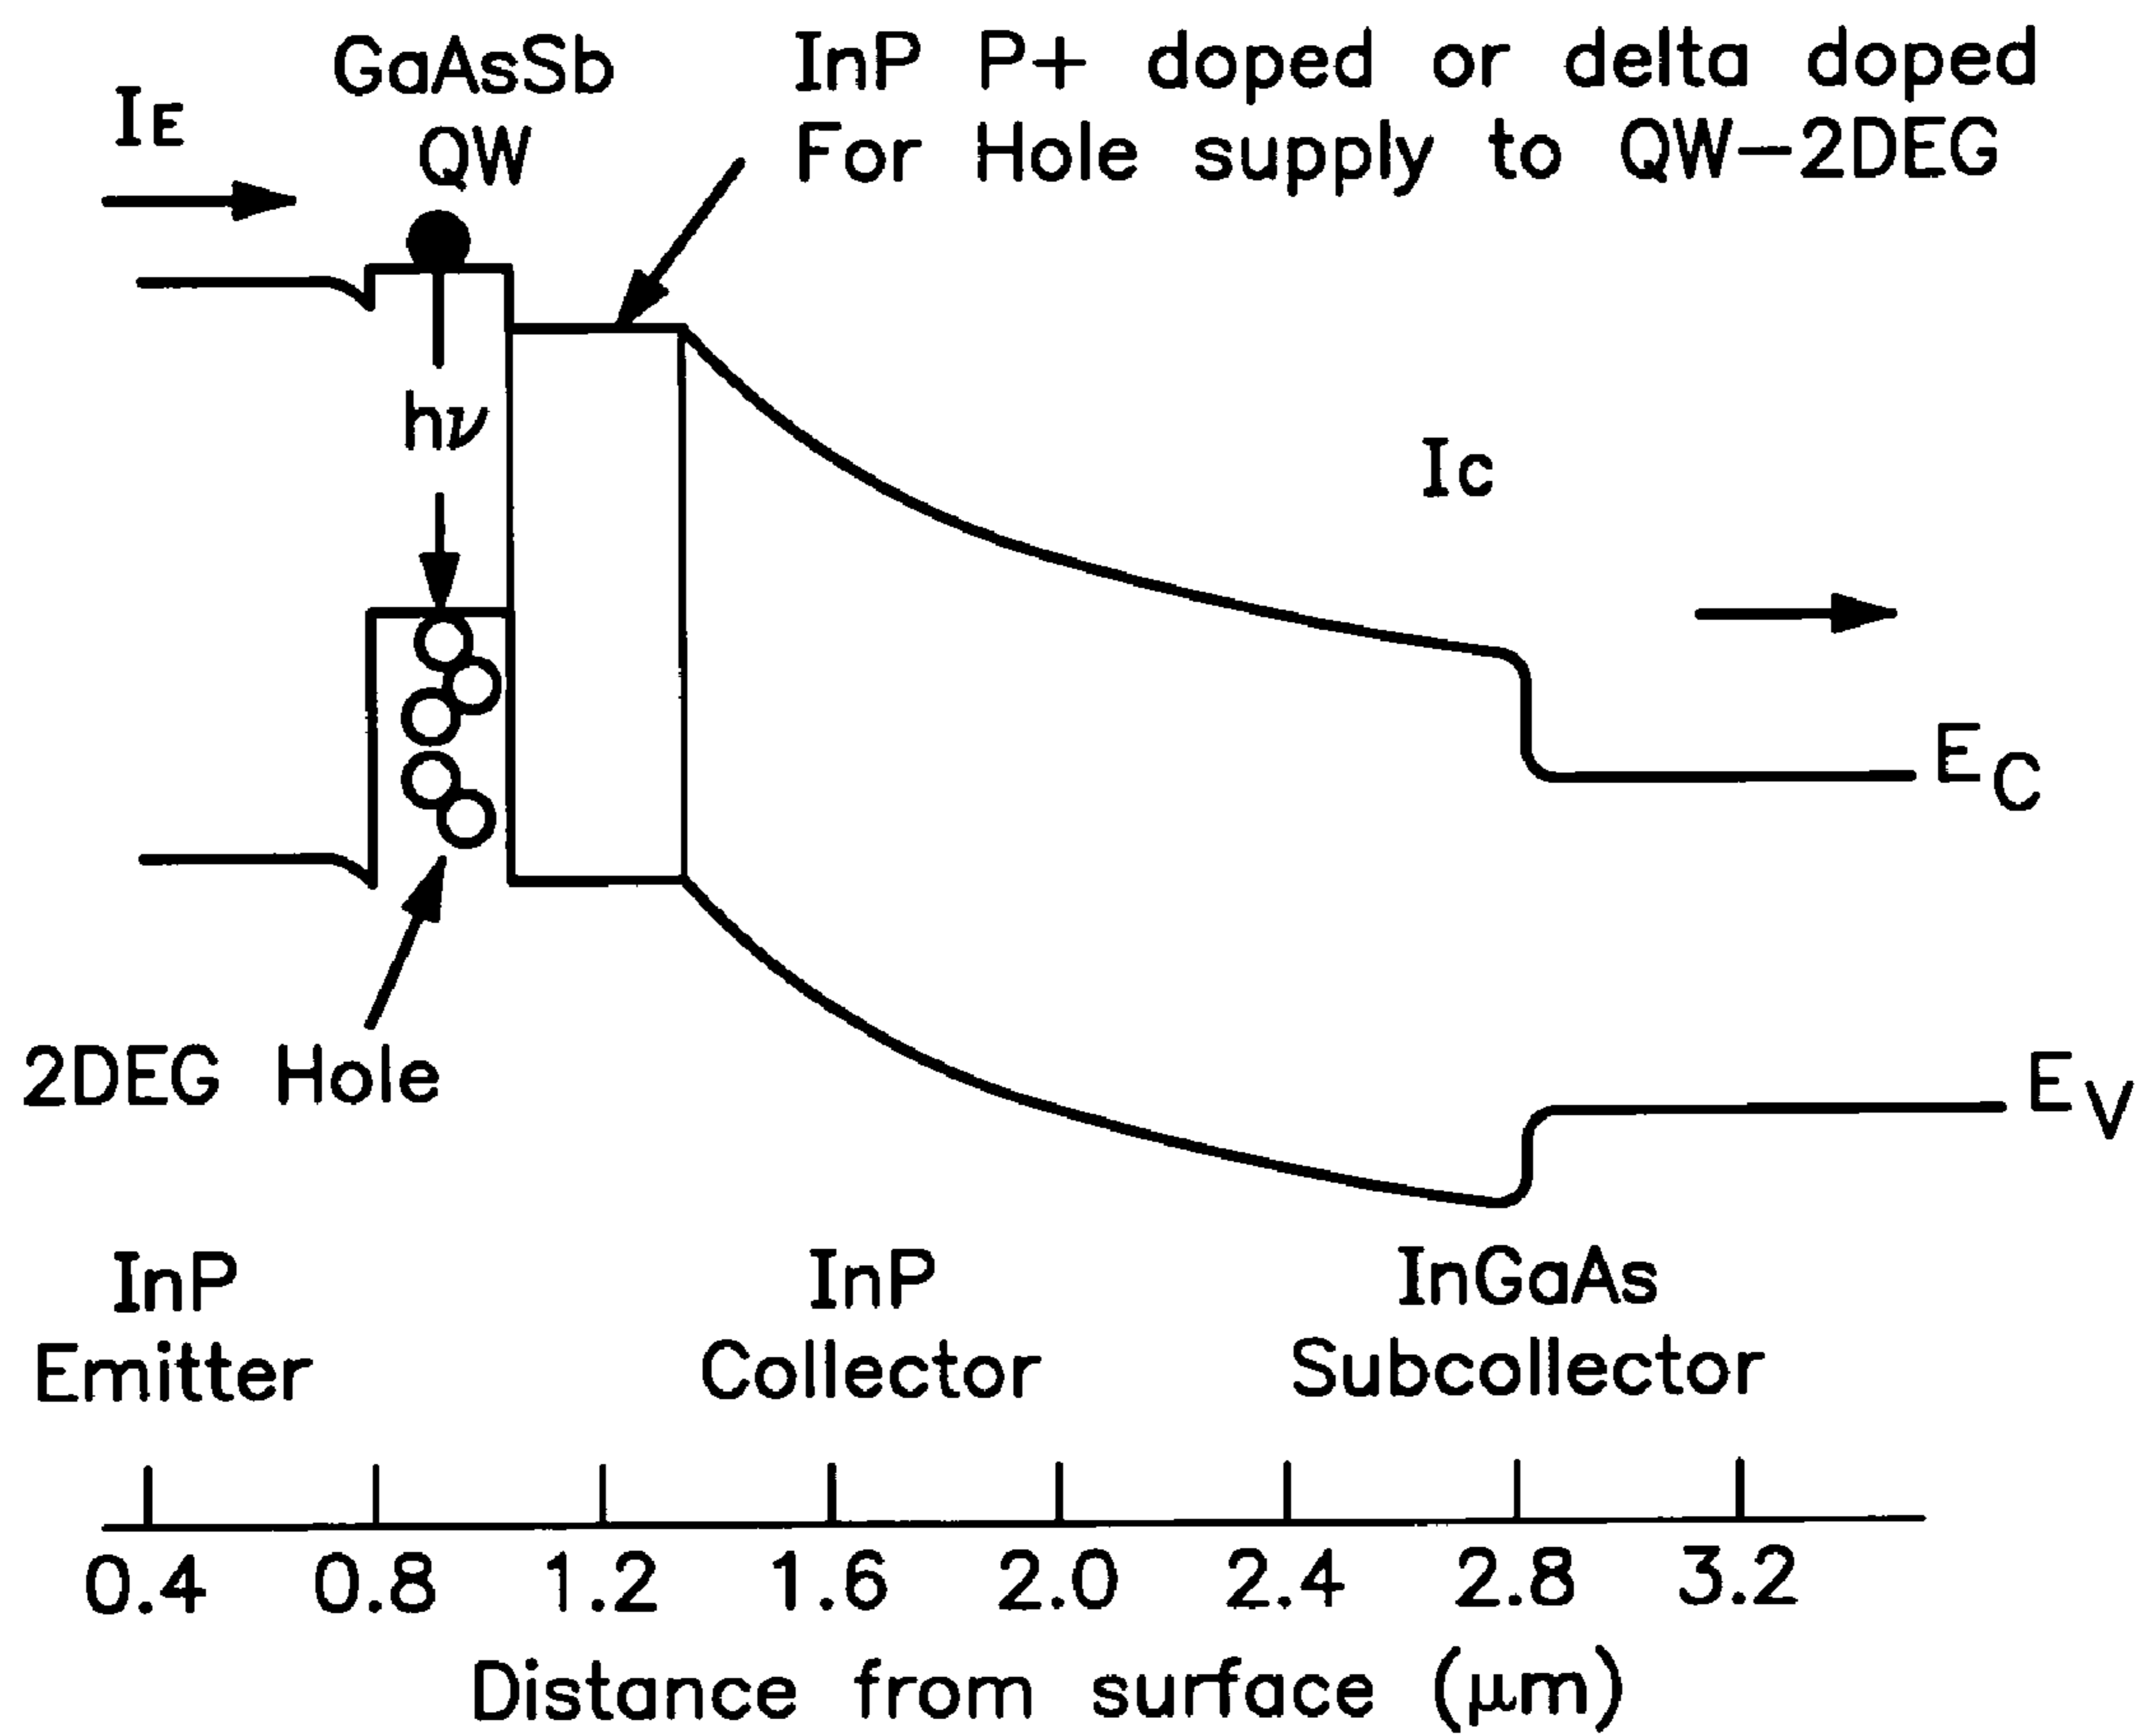 IE
GaAsSb
QW
InP P+ doped or delta doped
For Hole supply to QW-2DEG
hν
Ic
EC
2DEG Hole
EV
InP
Emitter
InP
Collector
InGaAs
Subcollector
0.4 0.8 1.2 1.6 2.0 2.4 2.8 3.2
Distance from surface (μm)